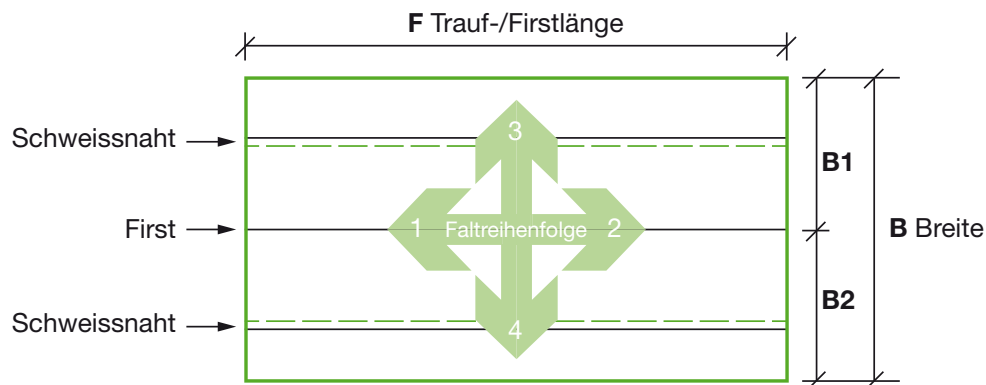 F Trauf-/Firstlänge
Schweissnaht
3
B1
First
1 Faltreihenfolge 2
B Breite
B2
Schweissnaht
4